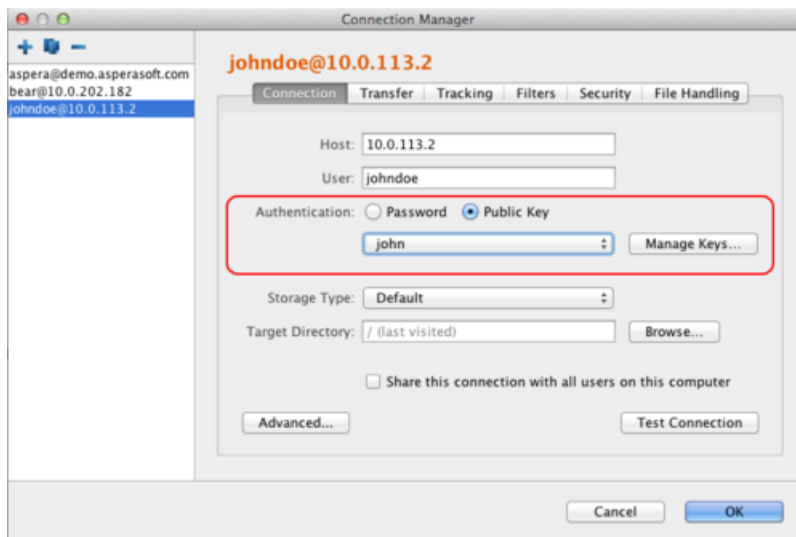 Connection Manager
aspera@demo.asperasoft.com
bear@10.0.202.182
johndoe@10.0.113.2
johndoe@10.0.113.2
Connection Transfer Tracking Filters Security File Handling
Host: 10.0.113.2
User: johndoe
Authentication: Password Public Key
john Manage Keys...
Storage Type: Default
Target Directory: / (last visited) Browse...
Share this connection with all users on this computer
Advanced... Test Connection
Cancel OK